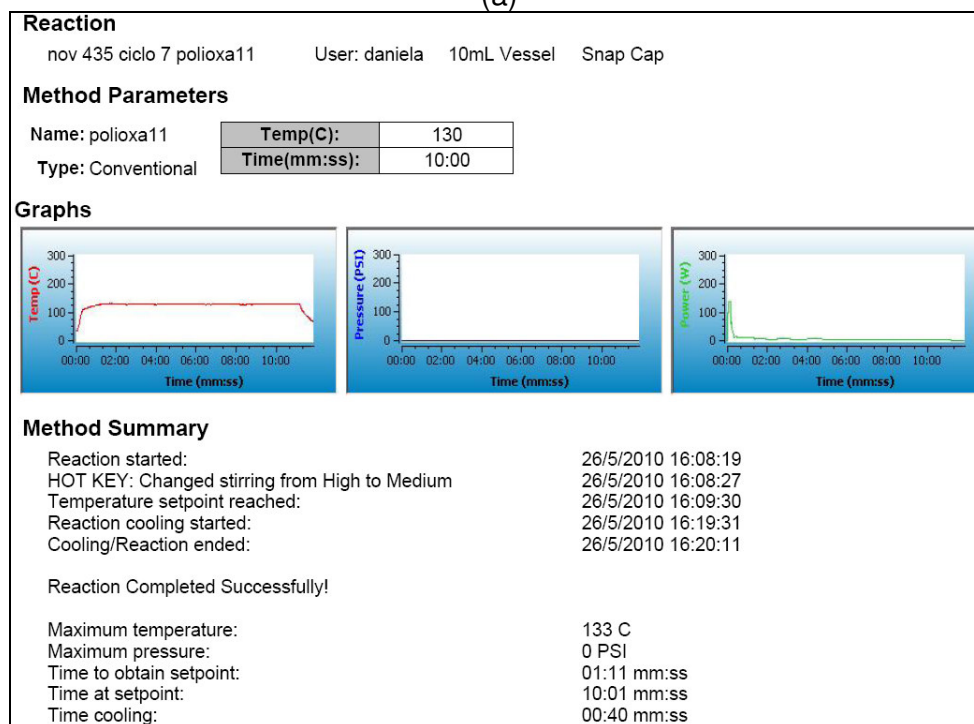 (a)
Reaction
nov 435 ciclo 7 polioxa11 User: daniela 10mL Vessel Snap Cap
Method Parameters
Name: polioxa11 Temp(C): 130
Type: Conventional Time(mm:ss): 10:00
Graphs
Temp (C)
300
200
100
0
00:00 02:00 04:00 06:00 08:00 10:00
Time (mm:ss)
Pressure (PSI)
300
200
100
0
00:00 02:00 04:00 06:00 08:00 10:00
Time (mm:ss)
Power (W)
300
200
100
0
00:00 02:00 04:00 06:00 08:00 10:00
Time (mm:ss)
Method Summary
Reaction started: 26/5/2010 16:08:19
HOT KEY: Changed stirring from High to Medium 26/5/2010 16:08:27
Temperature setpoint reached: 26/5/2010 16:09:30
Reaction cooling started: 26/5/2010 16:19:31
Cooling/Reaction ended: 26/5/2010 16:20:11
Reaction Completed Successfully!
Maximum temperature: 133 C
Maximum pressure: 0 PSI
Time to obtain setpoint: 01:11 mm:ss
Time at setpoint: 10:01 mm:ss
Time cooling: 00:40 mm:ss